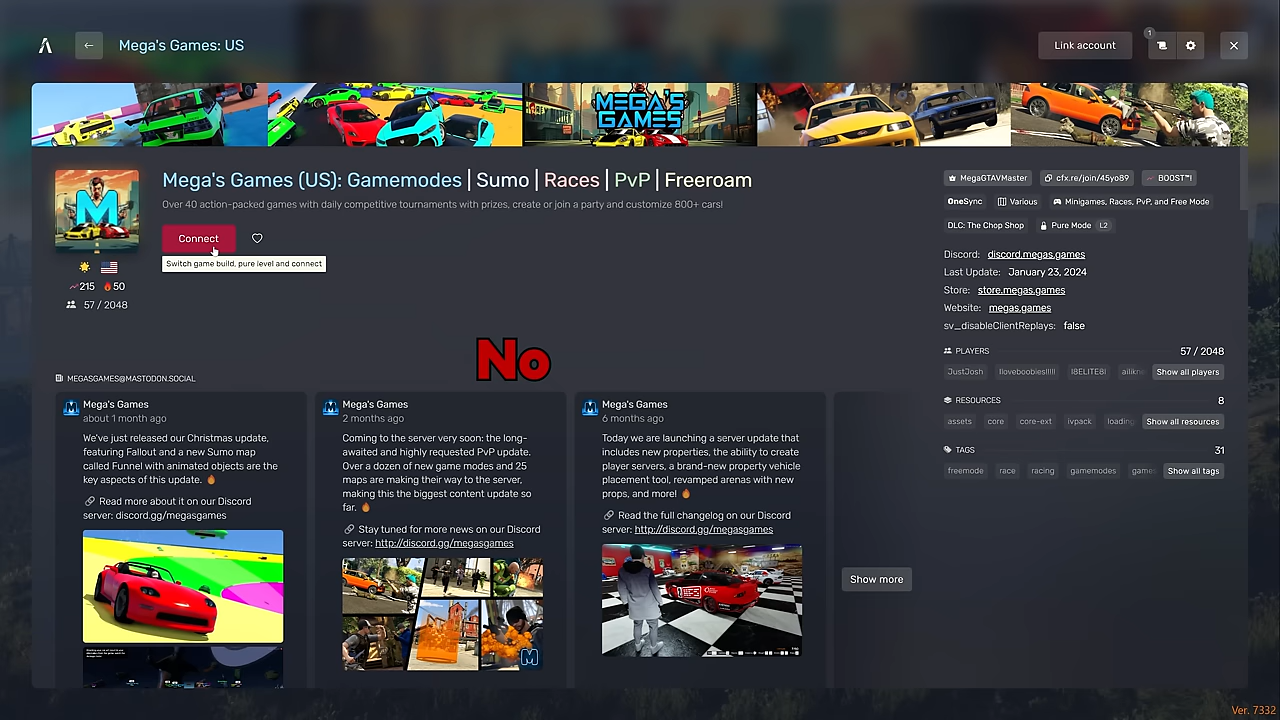 Mega's Games: US
Link account
1
MEGA'S
GAMES
M
Mega's Games (US): Gamemodes | Sumo | Races | PvP | Freeroam
Over 40 action-packed games with daily competitive tournaments with prizes, create or join a party and customize 800+ cars!
Connect
Switch game build, pure level and connect
215 50
57 / 2048
MegaGTAVMaster
cfx.re/join/45yo89
BOOST™!
OneSync
Various
Minigames, Races, PvP, and Free Mode
DLC: The Chop Shop
Pure Mode L2
Discord: discord.megas.games
Last Update: January 23, 2024
Store: store.megas.games
Website: megas.games
sv_disableClientReplays: false
PLAYERS 57 / 2048
JustJosh Iloveboobies!!!!! I8ELITE8I Show all players
RESOURCES 8
assets core core-ext ivpack loading Show all resources
TAGS 31
freemode race racing gamemodes games Show all tags
No
MEGASGAMES@MASTODON.SOCIAL
Mega's Games
about 1 month ago
We've just released our Christmas update,
featuring Fallout and a new Sumo map
called Funnel with animated objects are the
key aspects of this update. 🔥
🔗 Read more about it on our Discord
server: discord.gg/megasgames
Mega's Games
2 months ago
Coming to the server very soon: the long-
awaited and highly requested PvP update.
Over a dozen of new game modes and 25
maps are making their way to the server,
making this the biggest content update so
far. 🔥
🔗 Stay tuned for more news on our Discord
server: http://discord.gg/megasgames
M
Mega's Games
6 months ago
Today we are launching a server update that
includes new properties, the ability to create
player servers, a brand-new property vehicle
placement tool, revamped arenas with new
props, and more! 🔥
🔗 Read the full changelog on our Discord
server: http://discord.gg/megasgames
Show more
Ver. 7332